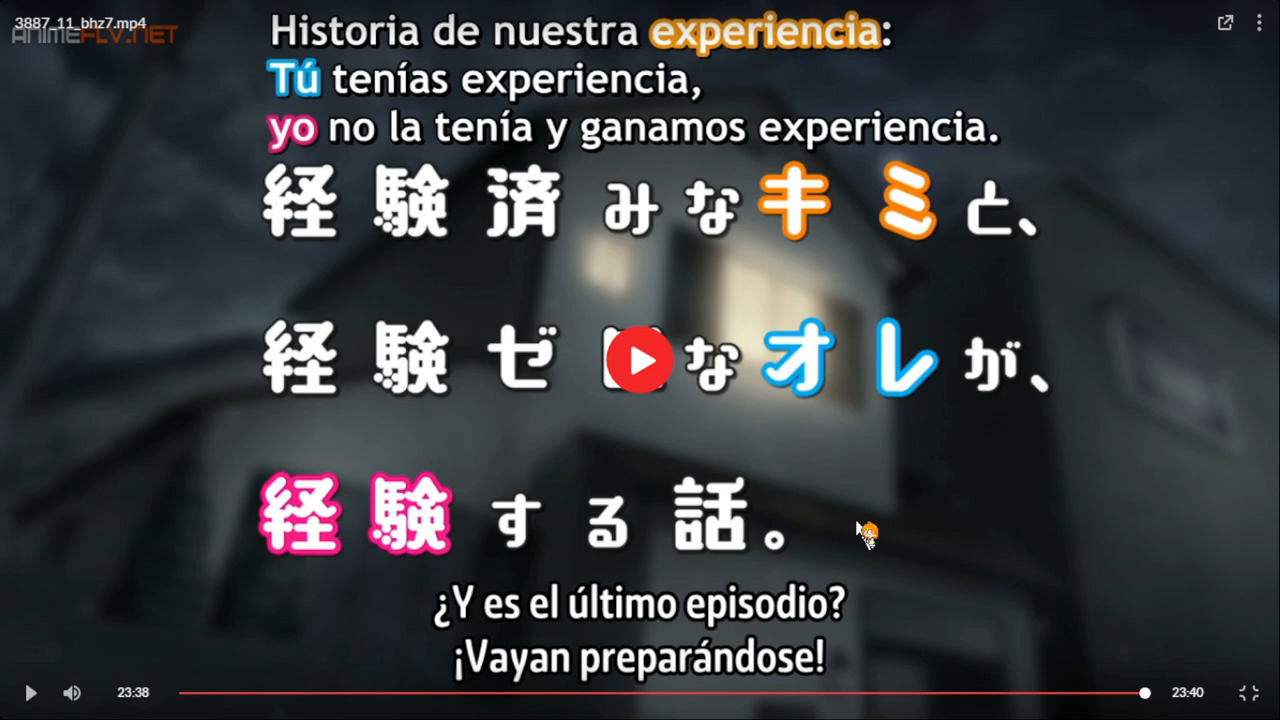 3887_11_bhz7.mp4
ANIMEFLV.NET
Historia de nuestra experiencia:
Tú tenías experiencia,
yo no la tenía y ganamos experiencia.
経験済みなキミと、
経験ゼ なオレが、
経験する話。
¿Y es el último episodio?
¡Vayan preparándose!
23:38
23:40